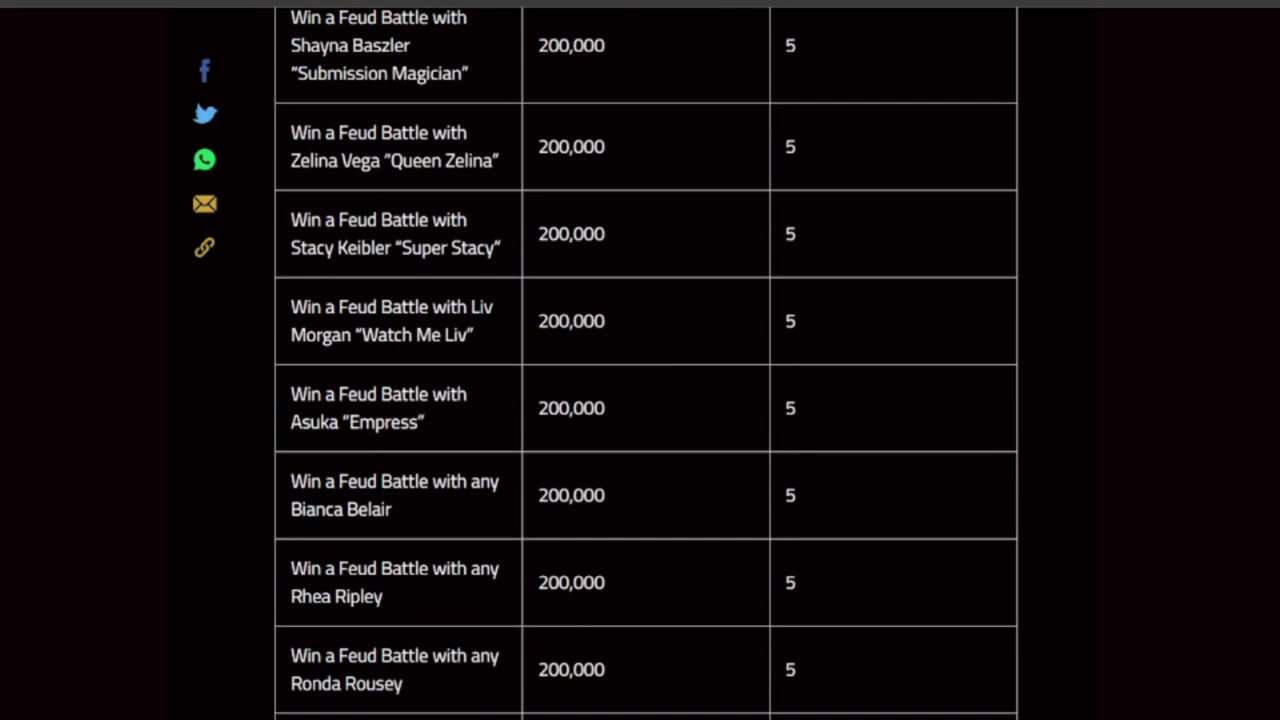 Win a Feud Battle with
Shayna Baszler
“Submission Magician”
200,000
5
Win a Feud Battle with
Zelina Vega “Queen Zelina”
200,000
5
Win a Feud Battle with
Stacy Keibler “Super Stacy“
200,000
5
Win a Feud Battle with Liv
Morgan “Watch Me Liv”
200,000
5
Win a Feud Battle with
Asuka “Empress”
200,000
5
Win a Feud Battle with any
Bianca Belair
200,000
5
Win a Feud Battle with any
Rhea Ripley
200,000
5
Win a Feud Battle with any
Ronda Rousey
200,000
5